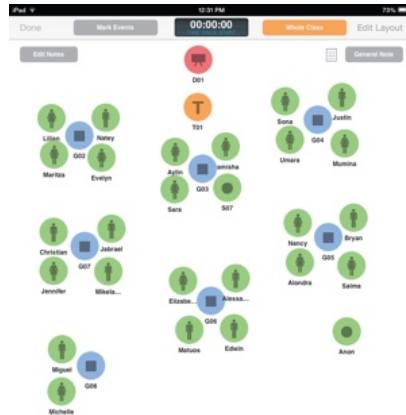 iPad
12:31 PM
73%
Done
Mark Events
00:00:00
Whole Class
Edit Layout
Edit Notes
General Note
D01
T
T01
Lilian
Natey
G02
Maritza
Evelyn
Sona
Justin
G04
Umara
Mumina
Aylin
amisha
G03
Sara
S07
Christian
Jabrael
G07
Jennifer
Mikela...
Nancy
Bryan
G05
Alondra
Salma
Elizabe...
Alessa...
G06
Matuos
Edwin
Miguel
G08
Michelle
Anon